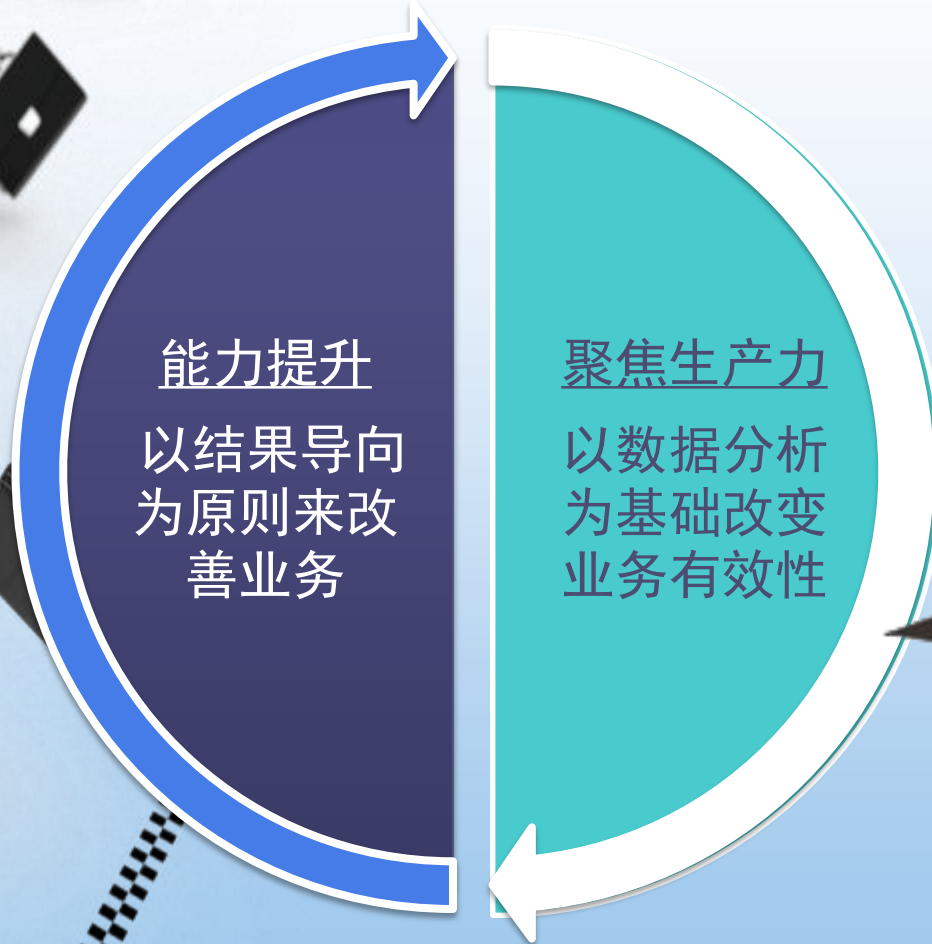 能力提升
以结果导向
为原则来改
善业务
聚焦生产力
以数据分析
为基础改变
业务有效性